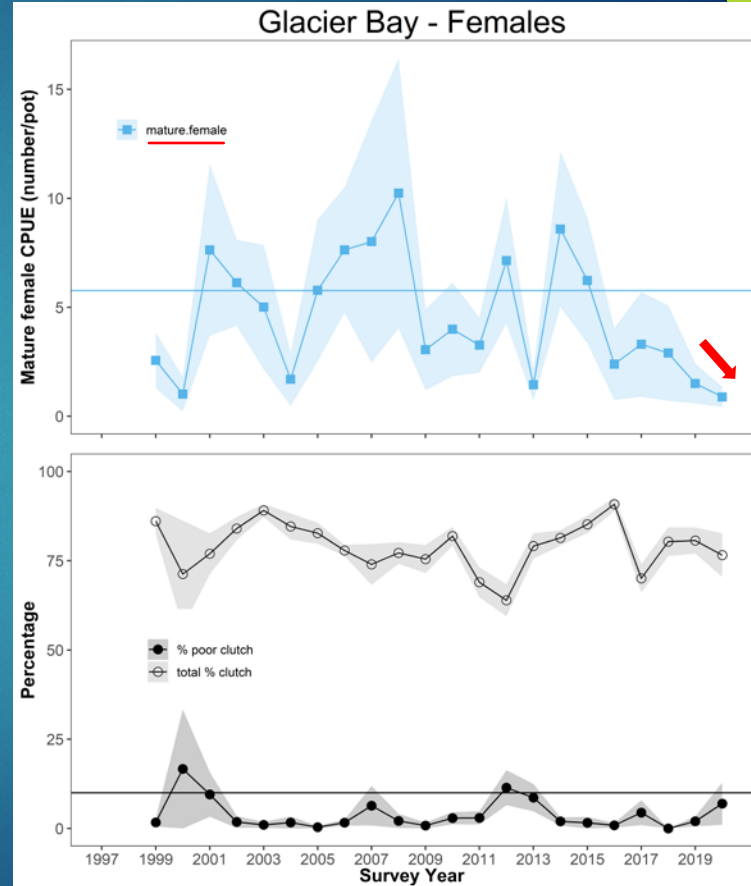 Glacier Bay - Females
Mature female CPUE (number/pot)
15
10
5
0
mature.female
Percentage
100
75
50
25
0
% poor clutch
total % clutch
1997 1999 2001 2003 2005 2007 2009 2011 2013 2015 2017 2019
Survey Year